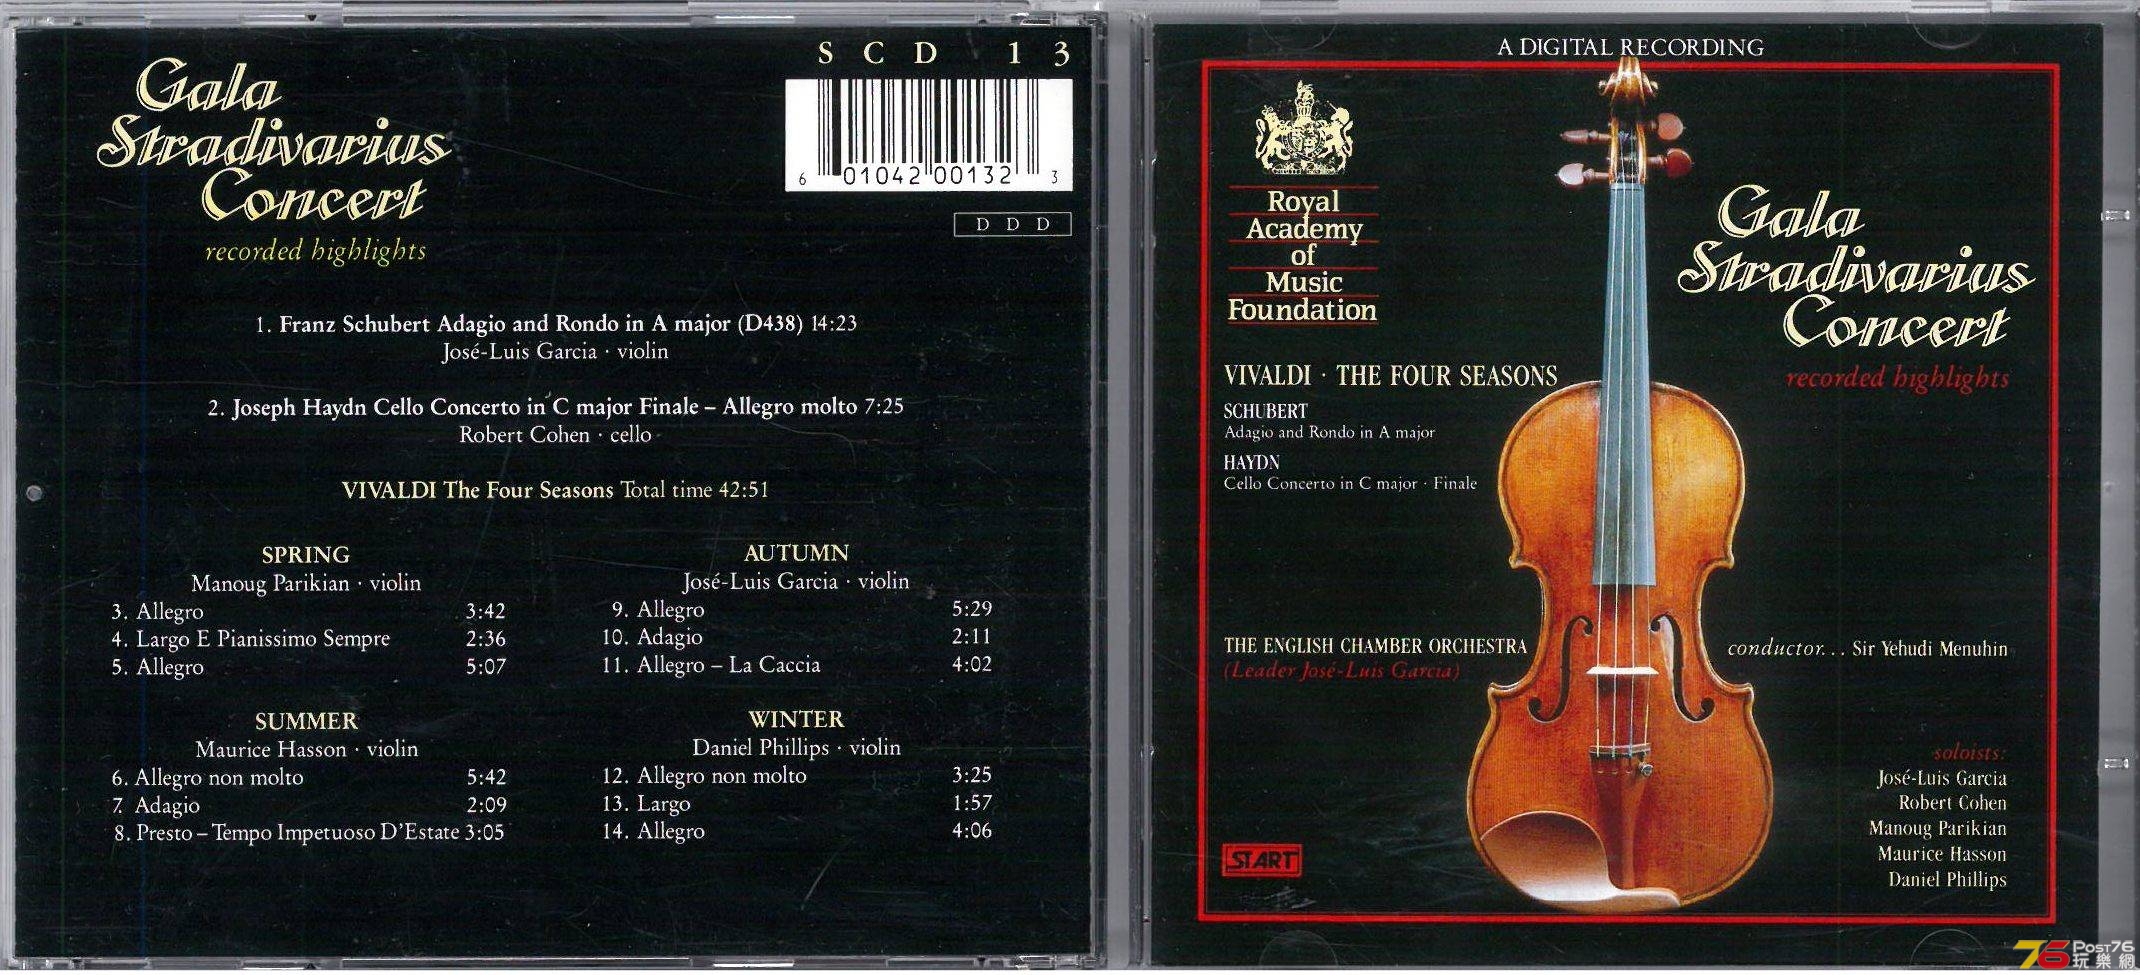 S C D 1 3
Gala
Stradivarius
Concert
recorded highlights
6 01042 00132 3
D D D
1. Franz Schubert Adagio and Rondo in A major (D438) 14:23
José-Luis Garcia · violin
2. Joseph Haydn Cello Concerto in C major Finale – Allegro molto 7:25
Robert Cohen · cello
VIVALDI The Four Seasons Total time 42:51
SPRING
Manoug Parikian · violin
3. Allegro 3:42
4. Largo E Pianissimo Sempre 2:36
5. Allegro 5:07
SUMMER
Maurice Hasson · violin
6. Allegro non molto 5:42
7. Adagio 2:09
8. Presto – Tempo Impetuoso D'Estate 3:05
AUTUMN
José-Luis Garcia · violin
9. Allegro 5:29
10. Adagio 2:11
11. Allegro – La Caccia 4:02
WINTER
Daniel Phillips · violin
12. Allegro non molto 3:25
13. Largo 1:57
14. Allegro 4:06
A DIGITAL RECORDING
Royal
Academy
of
Music
Foundation
Gala
Stradivarius
Concert
recorded highlights
VIVALDI · THE FOUR SEASONS
SCHUBERT
Adagio and Rondo in A major
HAYDN
Cello Concerto in C major · Finale
THE ENGLISH CHAMBER ORCHESTRA
(Leader José-Luis Garcia)
conductor... Sir Yehudi Menuhin
soloists:
José-Luis Garcia
Robert Cohen
Manoug Parikian
Maurice Hasson
Daniel Phillips
START
76 Post76
玩樂網